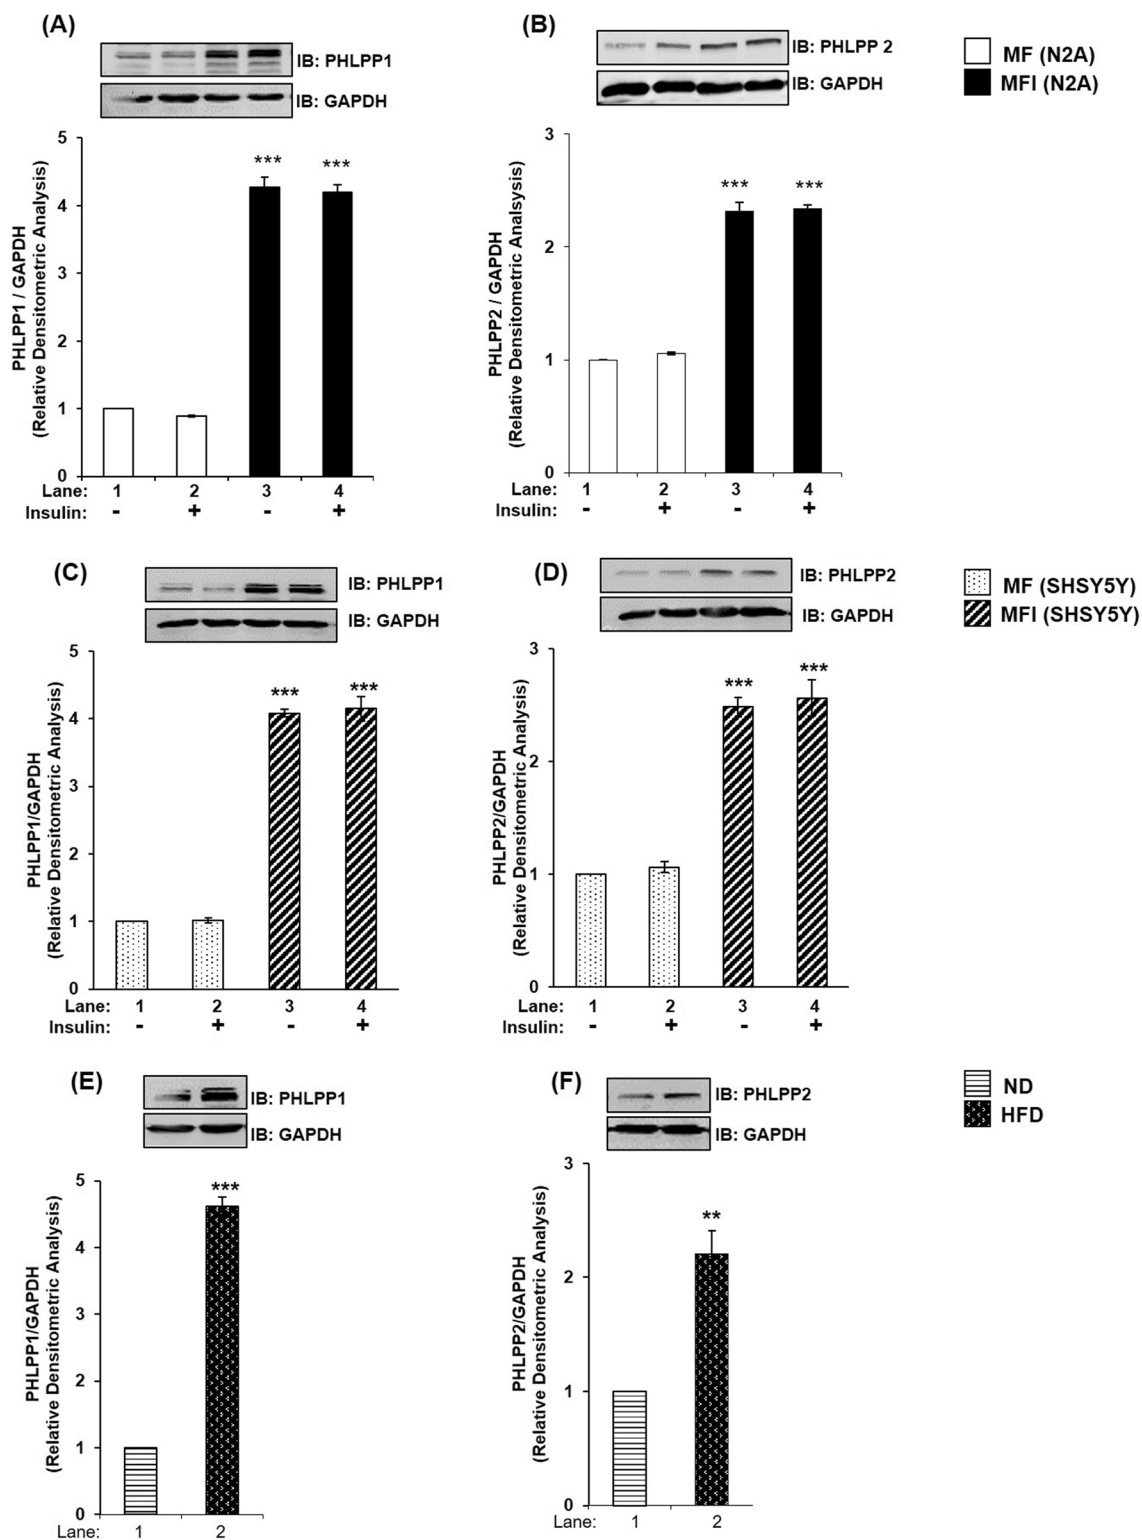 (A)
IB: PHLPP1
IB: GAPDH
PHLPP1 / GAPDH
(Relative Densitometric Analysis)
5
4
3
2
1
0
***
***
Lane: 1 2 3 4
Insulin: - + - +
(B)
IB: PHLPP 2
IB: GAPDH
PHLPP2 / GAPDH
(Relative Densitometric Analysis)
3
2
1
0
***
***
Lane: 1 2 3 4
Insulin: - + - +
MF (N2A)
MFI (N2A)
(C)
IB: PHLPP1
IB: GAPDH
PHLPP1/GAPDH
(Relative Densitometric Analysis)
5
4
3
2
1
0
***
***
Lane: 1 2 3 4
Insulin: - + - +
(D)
IB: PHLPP2
IB: GAPDH
PHLPP2/GAPDH
(Relative Densitometric Analysis)
3
2
1
0
***
***
Lane: 1 2 3 4
Insulin: - + - +
MF (SHSY5Y)
MFI (SHSY5Y)
(E)
IB: PHLPP1
IB: GAPDH
PHLPP1/GAPDH
(Relative Densitometric Analysis)
5
4
3
2
1
0
***
Lane: 1 2
(F)
IB: PHLPP2
IB: GAPDH
PHLPP2/GAPDH
(Relative Densitometric Analysis)
3
2
1
0
**
Lane: 1 2
ND
HFD